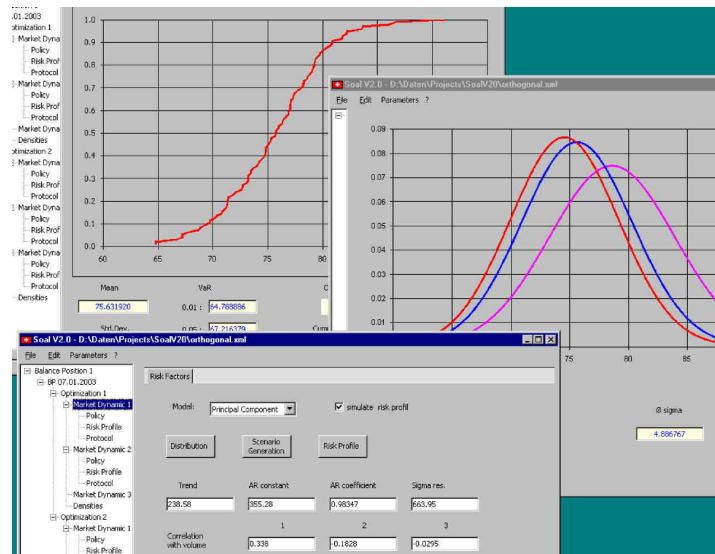 .01.2003
ptimization 1
Market Dyna
Policy
Risk Prof
Protocol
Market Dyna
Policy
Risk Prof
Protocol
Market Dyna
Densities
ptimization 2
Market Dyna
Policy
Risk Prof
Protocol
Market Dyna
Policy
Risk Prof
Protocol
Market Dyna
Policy
Risk Prof
Protocol
Densities
1.0
0.9
0.8
0.7
0.6
0.5
0.4
0.3
0.2
0.1
0.0
60 65 70 75 80
Mean VaR C
75.631920 0.01 : 64.788886
Std.Dev. 0.05 : 67.216379 Cum
Soal V2.0 - D:\Daten\Projects\SoalV20\orthogonal.xml
File Edit Parameters ?
0.09
0.08
0.07
0.06
0.05
0.04
0.03
0.02
0.01
75 80 85
Ø sigma
4.886767
Soal V2.0 - D:\Daten\Projects\SoalV20\orthogonal.xml
File Edit Parameters ?
Balance Position 1
BP 07.01.2003
Optimization 1
Market Dynamic 1
Policy
Risk Profile
Protocol
Market Dynamic 2
Policy
Risk Profile
Protocol
Market Dynamic 3
Densities
Optimization 2
Market Dynamic 1
Policy
Risk Profile
Risk Factors
Model: Principal Component simulate risk profil
Distribution Scenario Generation Risk Profile
Trend AR constant AR coefficient Sigma res.
238.58 355.28 0.98347 663.95
1 2 3
Correlation
with volume 0.338 -0.1828 -0.0295